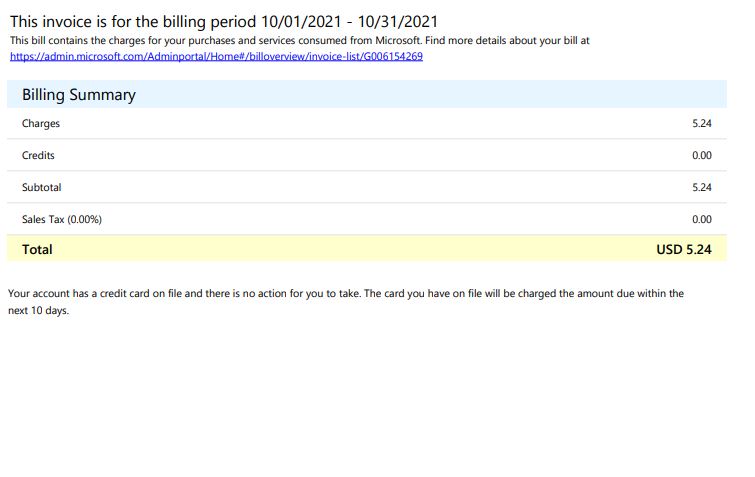 This invoice is for the billing period 10/01/2021 - 10/31/2021
This bill contains the charges for your purchases and services consumed from Microsoft. Find more details about your bill at
https://admin.microsoft.com/Adminportal/Home#/billoverview/invoice-list/G006154269
Billing Summary
Charges 5.24
Credits 0.00
Subtotal 5.24
Sales Tax (0.00%) 0.00
Total USD 5.24
Your account has a credit card on file and there is no action for you to take. The card you have on file will be charged the amount due within the
next 10 days.